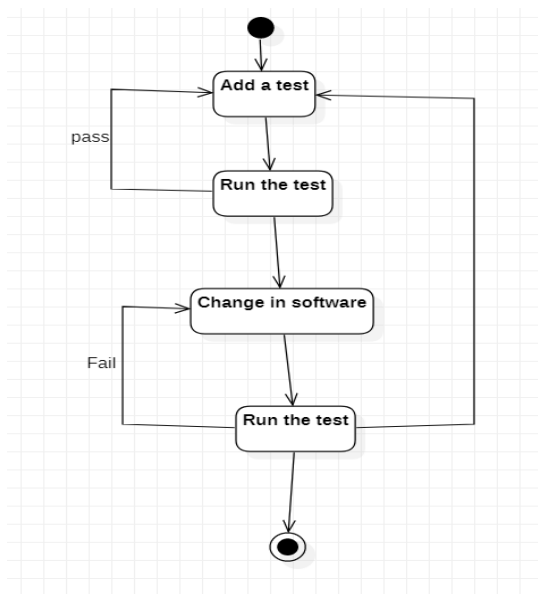 Add a test
pass
Run the test
Change in software
Fail
Run the test